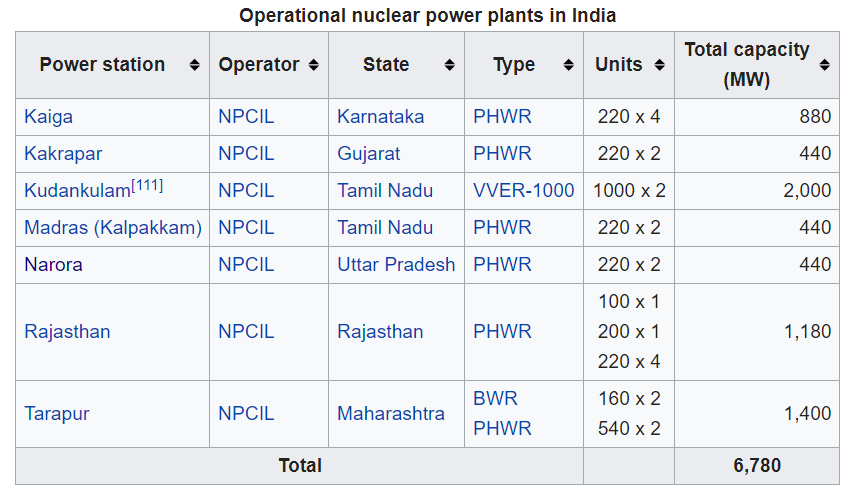 Operational nuclear power plants in India
Power station Operator State Type Units Total capacity
(MW)
Kaiga NPCIL Karnataka PHWR 220 x 4 880
Kakrapar NPCIL Gujarat PHWR 220 x 2 440
Kudankulam[111] NPCIL Tamil Nadu VVER-1000 1000 x 2 2,000
Madras (Kalpakkam) NPCIL Tamil Nadu PHWR 220 x 2 440
Narora NPCIL Uttar Pradesh PHWR 220 x 2 440
Rajasthan NPCIL Rajasthan PHWR 100 x 1
200 x 1
220 x 4 1,180
Tarapur NPCIL Maharashtra BWR
PHWR 160 x 2
540 x 2 1,400
Total 6,780